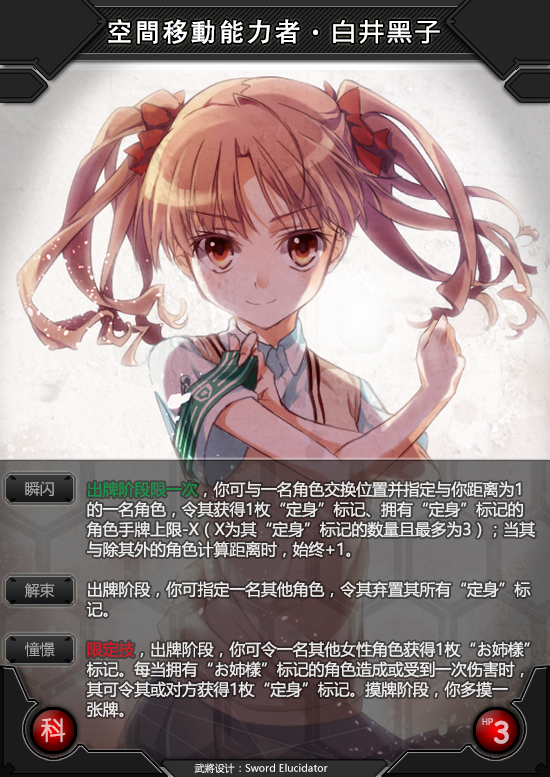 空間移動能力者·白井黑子
瞬闪
出牌阶段限一次，你可与一名角色交换位置并指定与你距离为1
的一名角色，令其获得1枚“定身”标记、拥有“定身”标记的
角色手牌上限-X（X为其“定身”标记的数量且最多为3）；当其
与除其外的角色计算距离时，始终+1。
解束
出牌阶段，你可指定一名其他角色，令其弃置其所有“定身”标
记。
憧憬
限定技，出牌阶段，你可令一名其他女性角色获得1枚“お姉樣”
标记。每当拥有“お姉樣”标记的角色造成或受到一次伤害时，
其可令其或对方获得1枚“定身”标记。摸牌阶段，你多摸一
张牌。
科
HP 3
武將设计：Sword Elucidator